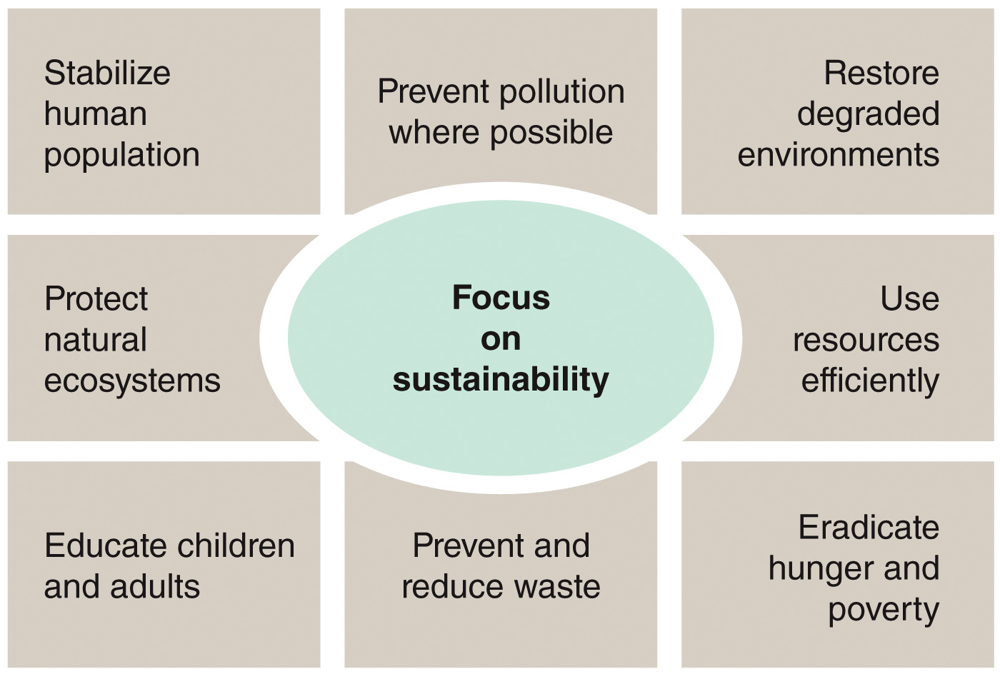 Stabilize
human
population
Prevent pollution
where possible
Restore
degraded
environments
Protect
natural
ecosystems
Focus
on
sustainability
Use
resources
efficiently
Educate children
and adults
Prevent and
reduce waste
Eradicate
hunger and
poverty